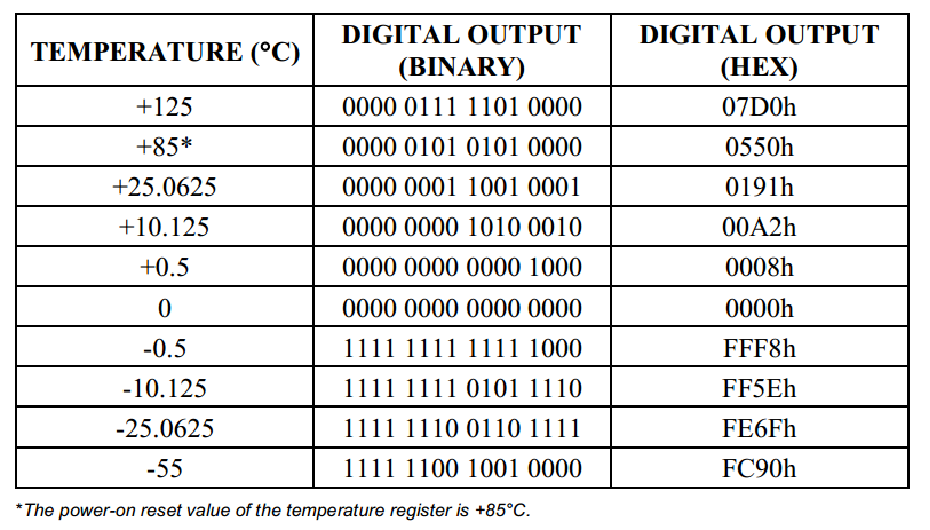 TEMPERATURE (°C) DIGITAL OUTPUT (BINARY) DIGITAL OUTPUT (HEX)
+125 0000 0111 1101 0000 07D0h
+85* 0000 0101 0101 0000 0550h
+25.0625 0000 0001 1001 0001 0191h
+10.125 0000 0000 1010 0010 00A2h
+0.5 0000 0000 0000 1000 0008h
0 0000 0000 0000 0000 0000h
-0.5 1111 1111 1111 1000 FFF8h
-10.125 1111 1111 0101 1110 FF5Eh
-25.0625 1111 1110 0110 1111 FE6Fh
-55 1111 1100 1001 0000 FC90h
*The power-on reset value of the temperature register is +85°C.